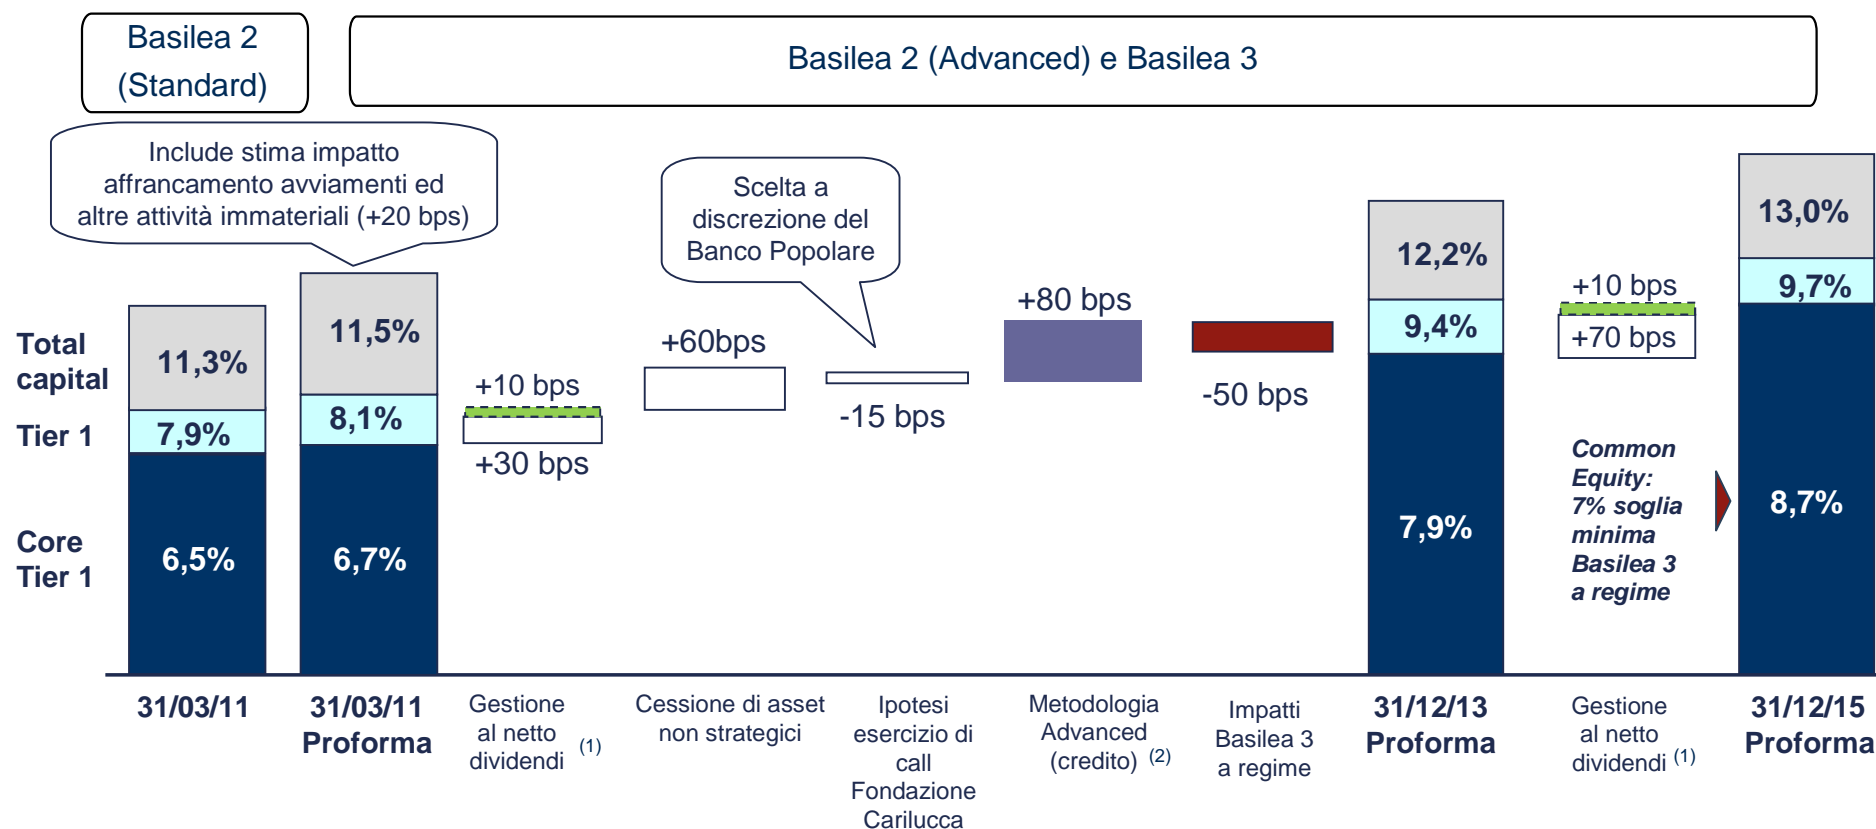 Basilea 2
(Standard)
Basilea 2 (Advanced) e Basilea 3
Include stima impatto
affrancamento avviamenti ed
altre attività immateriali (+20 bps)
Scelta a
discrezione del
Banco Popolare
Total
capital
Tier 1
Core
Tier 1
11,3%
7,9%
6,5%
11,5%
8,1%
6,7%
+10 bps
+30 bps
+60bps
-15 bps
+80 bps
-50 bps
12,2%
9,4%
7,9%
+10 bps
+70 bps
Common
Equity:
7% soglia
minima
Basilea 3
a regime
13,0%
9,7%
8,7%
31/03/11
31/03/11
Proforma
Gestione
al netto
dividendi (1)
Cessione di asset
non strategici
Ipotesi
esercizio di
call
Fondazione
Carilucca
Metodologia
Advanced
(credito) (2)
Impatti
Basilea 3
a regime
31/12/13
Proforma
Gestione
al netto
dividendi (1)
31/12/15
Proforma